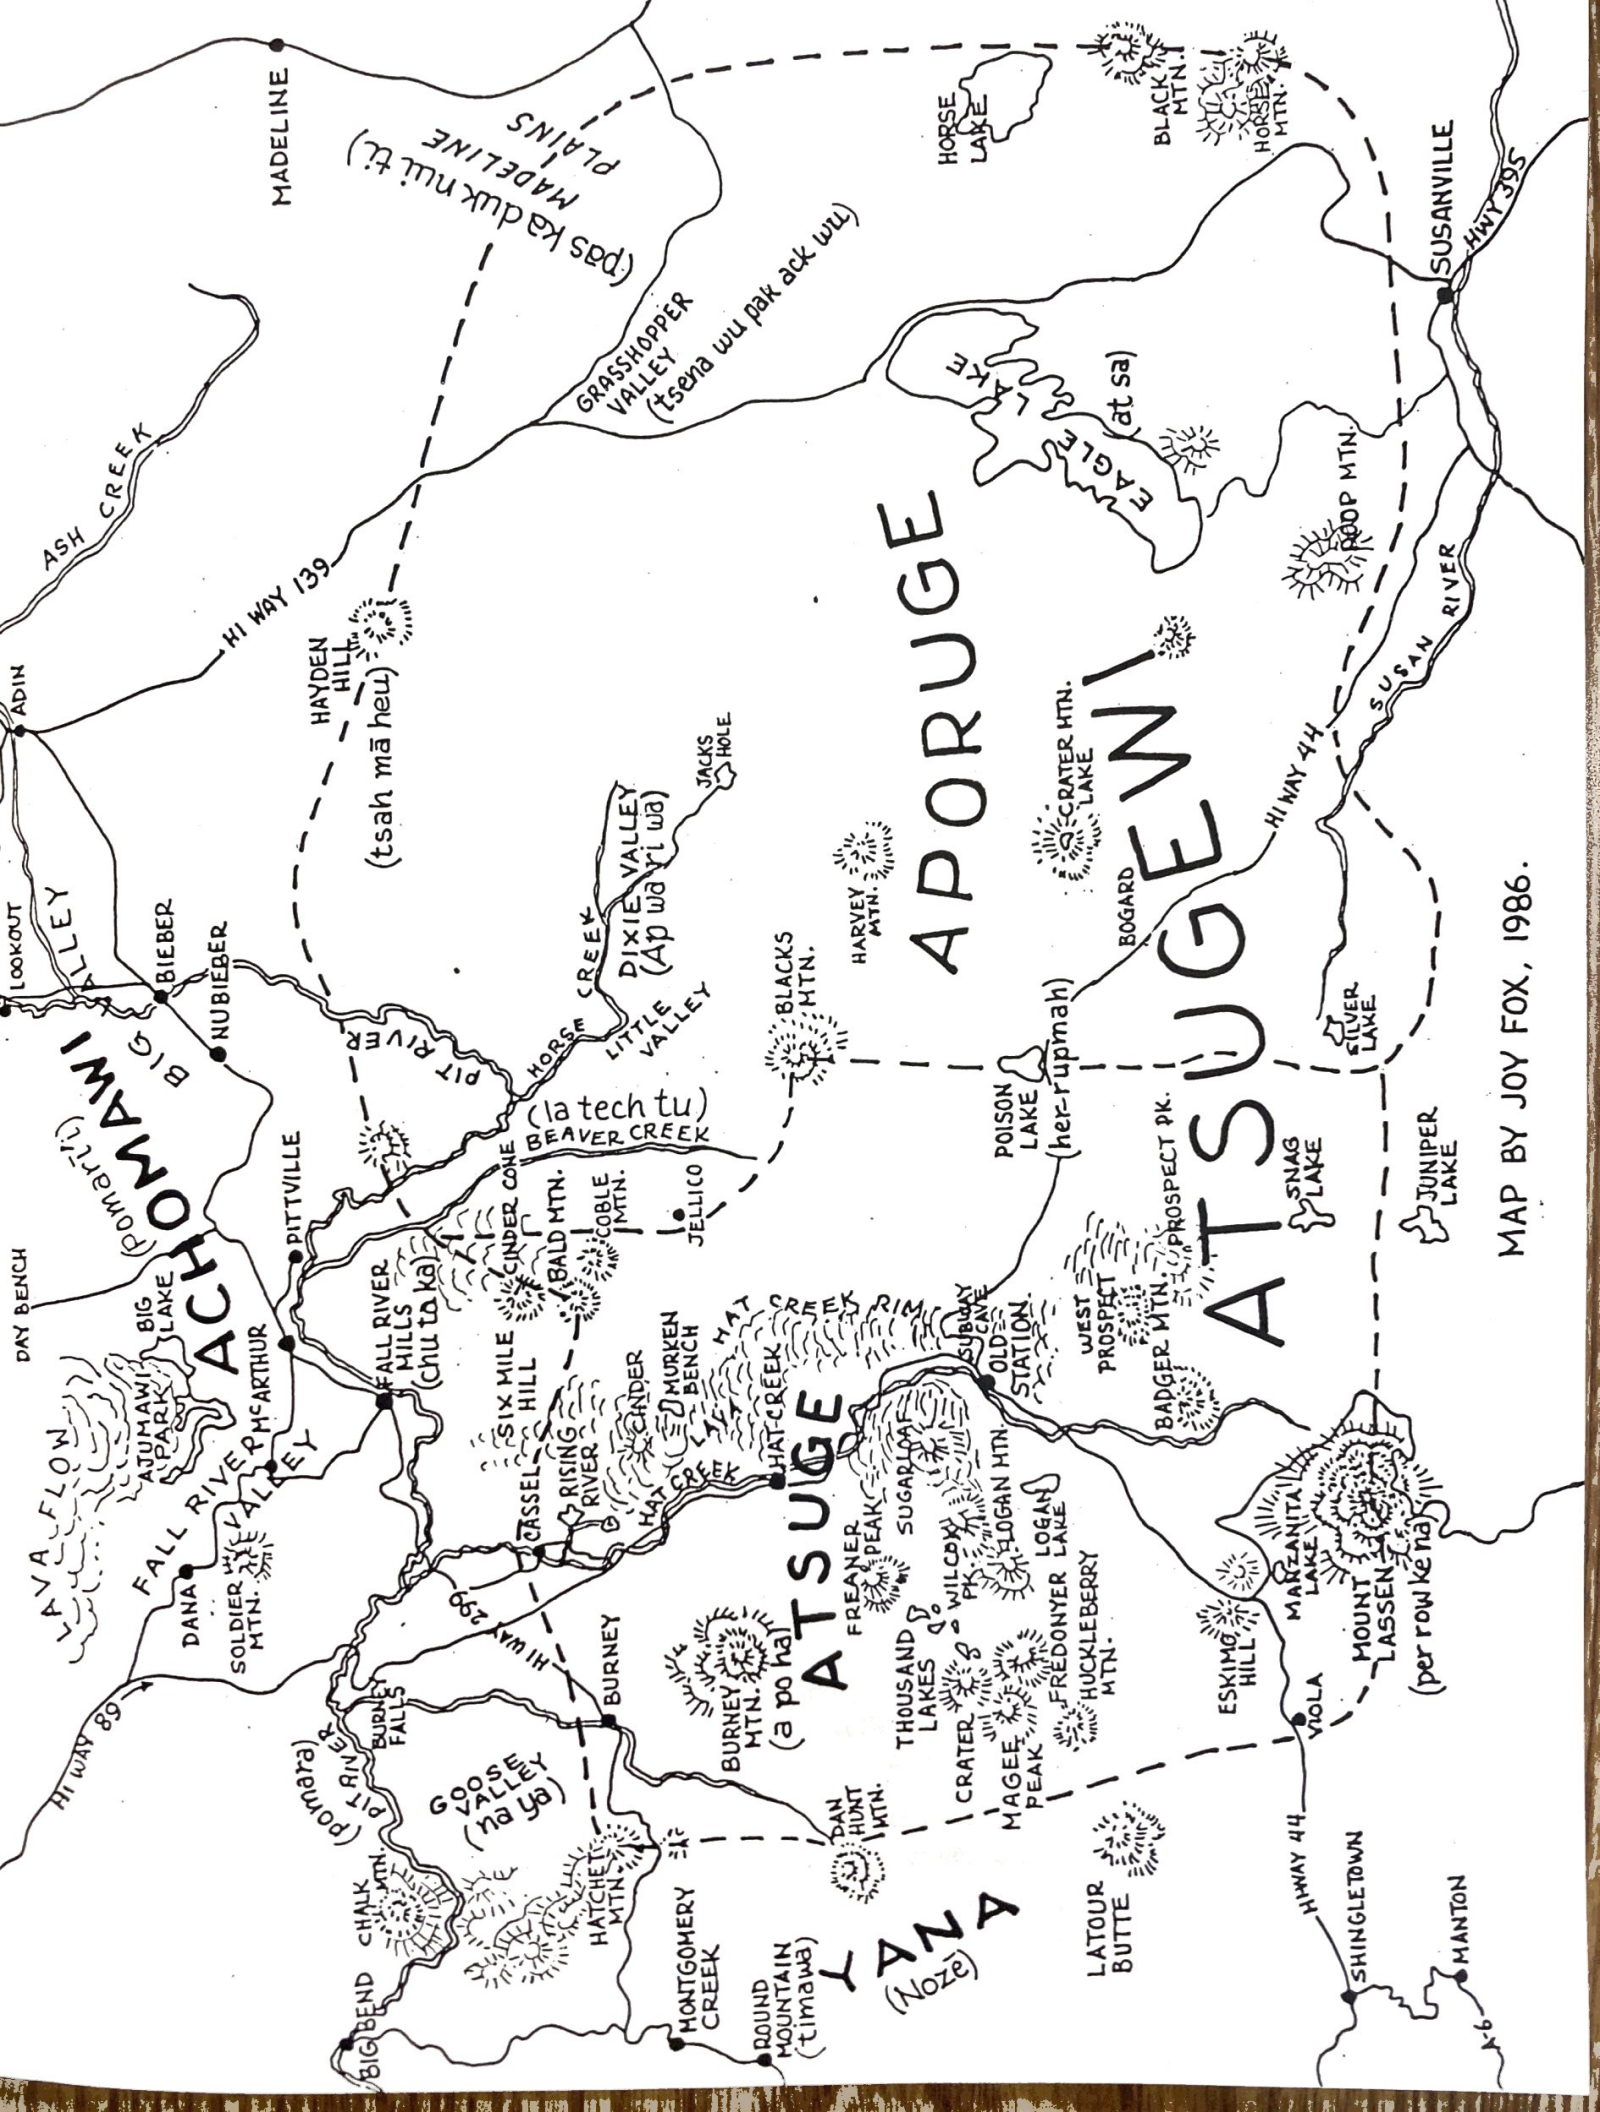 DAY BENCH
LOOKOUT
ADIN
ASH CREEK
MADELINE
LAVA FLOW
AJUMAWI
PARK
BIG
LAKE
ACHOMAWI
(pomarii)
BIG
VALLEY
BIEBER
NUBIEBER
HI WAY 139
HI WAY 89
FALL RIVER
VALLEY
DANA
SOLDIER
MTN.
McARTHUR
PITTVILLE
HAYDEN
HILL
(tsah mā heu)
(pas ka duk nui ti)
MADELINE
PLAINS
BIG BEND
CHALK
MTN.
(pomara)
PIT RIVER
BURNEY
FALLS
FALL RIVER
MILLS
(chu ta ka)
PIT
RIVER
GOOSE
VALLEY
(na ya)
HI WAY 299
CASSEL
SIX MILE
HILL
CINDER CONE
BALD MTN.
COBLE
MTN.
(la tech tu)
BEAVER CREEK
HORSE CREEK
LITTLE
VALLEY
DIXIE VALLEY
(Ap wa ri wa)
JACKS
HOLE
GRASSHOPPER
VALLEY
(tsena wu pak ack wu)
HATCHET
MTN.
BURNEY
RISING
RIVER
CINDER
MURKEN
BENCH
JELLICO
MONTGOMERY
CREEK
ROUND
MOUNTAIN
(timawa)
BURNEY
MTN.
(a po ha)
HAT CREEK
LAVA
HAT CREEK
HAT CREEK RIM
BLACKS
MTN.
HARVEY
MTN.
YANA
(Nozē)
DAN
HUNT
MTN.
ATSUGE
FREANER
PEAK
SUGARLOAF
SUBWAY
CAVE
OLD
STATION
APORUGE
HORSE
LAKE
EAGLE LAKE
(at sa)
THOUSAND
LAKES
WILCOX
PK.
LOGAN MTN.
LOGAN
LAKE
CRATER
MAGEE
PEAK
FREDONYER
HUCKLEBERRY
MTN.
POISON
LAKE
(her-rupmah)
CRATER MTN.
LAKE
BOGARD
BLACK
MTN.
HORSE
MTN.
LATOUR
BUTTE
WEST
PROSPECT
BADGER MTN.
PROSPECT PK.
ATSUGEWI
ESKIMO
HILL
MANZANITA
LAKE
MOUNT
LASSEN
(per row ke na)
VIOLA
HIWAY 44
SNAG
LAKE
SILVER
LAKE
JUNIPER
LAKE
HIWAY 44
ROOP MTN.
SUSAN RIVER
SUSANVILLE
HWY 395
SHINGLETOWN
MANTON
A-6
MAP BY JOY FOX, 1986.